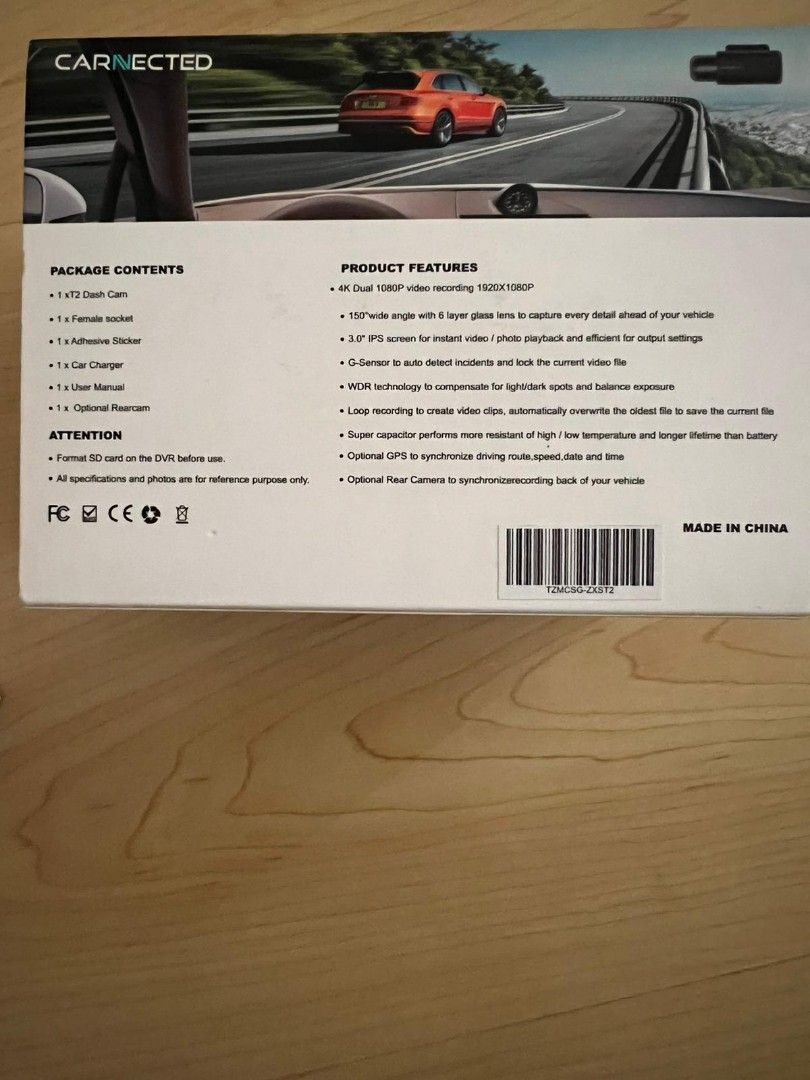 CARNNECTED
PACKAGE CONTENTS
• 1 xT2 Dash Cam
• 1 x Female socket
• 1 x Adhesive Sticker
• 1 x Car Charger
• 1 x User Manual
• 1 x Optional Rearcam
ATTENTION
• Format SD card on the DVR before use.
• All specifications and photos are for reference purpose only.
FC CE
PRODUCT FEATURES
• 4K Dual 1080P video recording 1920X1080P
• 150°wide angle with 6 layer glass lens to capture every detail ahead of your vehicle
• 3.0" IPS screen for instant video / photo playback and efficient for output settings
• G-Sensor to auto detect incidents and lock the current video file
• WDR technology to compensate for light/dark spots and balance exposure
• Loop recording to create video clips, automatically overwrite the oldest file to save the current file
• Super capacitor performs more resistant of high / low temperature and longer lifetime than battery
• Optional GPS to synchronize driving route,speed,date and time
• Optional Rear Camera to synchronizerecording back of your vehicle
MADE IN CHINA
TZMCSG-ZXST2